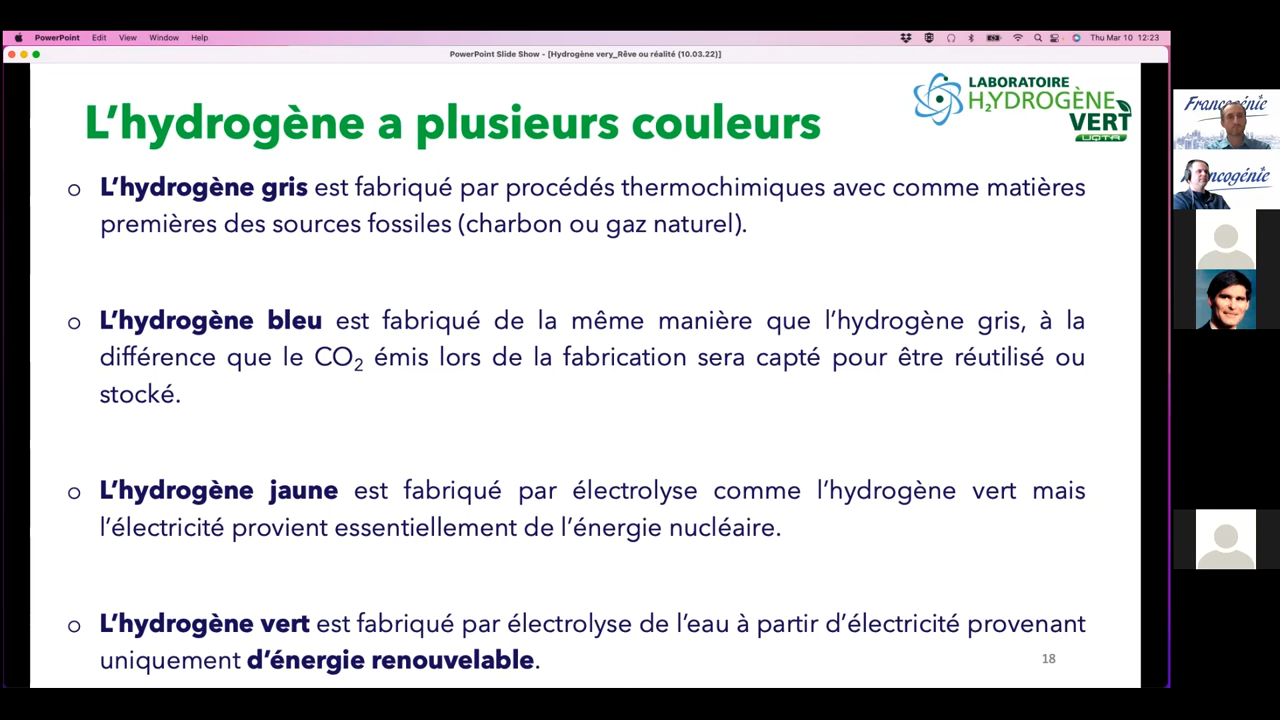 PowerPoint Edit View Window Help
Thu Mar 10 12:23
PowerPoint Slide Show - [Hydrogène very_Rêve ou réalité (10.03.22)]
LABORATOIRE
H2YDROGÈNE
VERT
UQTR
L’hydrogène a plusieurs couleurs
o L’hydrogène gris est fabriqué par procédés thermochimiques avec comme matières
premières des sources fossiles (charbon ou gaz naturel).
o L’hydrogène bleu est fabriqué de la même manière que l’hydrogène gris, à la
différence que le CO2 émis lors de la fabrication sera capté pour être réutilisé ou
stocké.
o L’hydrogène jaune est fabriqué par électrolyse comme l’hydrogène vert mais
l’électricité provient essentiellement de l’énergie nucléaire.
o L’hydrogène vert est fabriqué par électrolyse de l’eau à partir d’électricité provenant
uniquement d’énergie renouvelable.
18
Francogénie
ncogénie